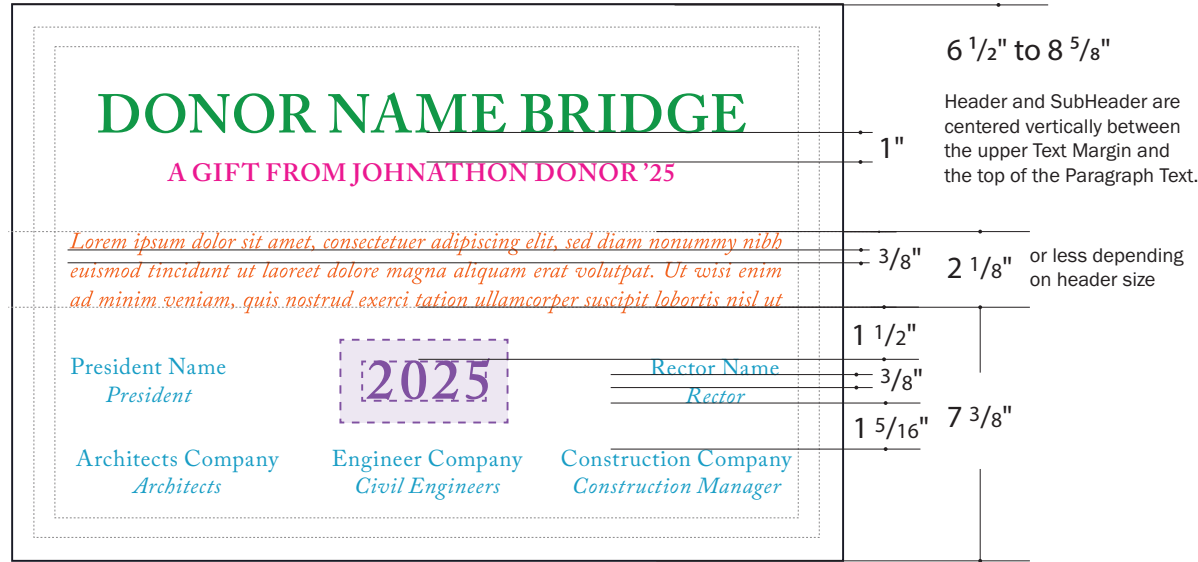 6 1/2" to 8 5/8"
DONOR NAME BRIDGE
A GIFT FROM JOHNATHON DONOR ’25
1"
Header and SubHeader are
centered vertically between
the upper Text Margin and
the top of the Paragraph Text.
Lorem ipsum dolor sit amet, consectetuer adipiscing elit, sed diam nonummy nibh
euismod tincidunt ut laoreet dolore magna aliquam erat volutpat. Ut wisi enim
ad minim veniam, quis nostrud exerci tation ullamcorper suscipit lobortis nisl ut
3/8"
2 1/8"
or less depending
on header size
1 1/2"
President Name
President
2025
Rector Name
Rector
3/8"
1 5/16"
7 3/8"
Architects Company
Architects
Engineer Company
Civil Engineers
Construction Company
Construction Manager